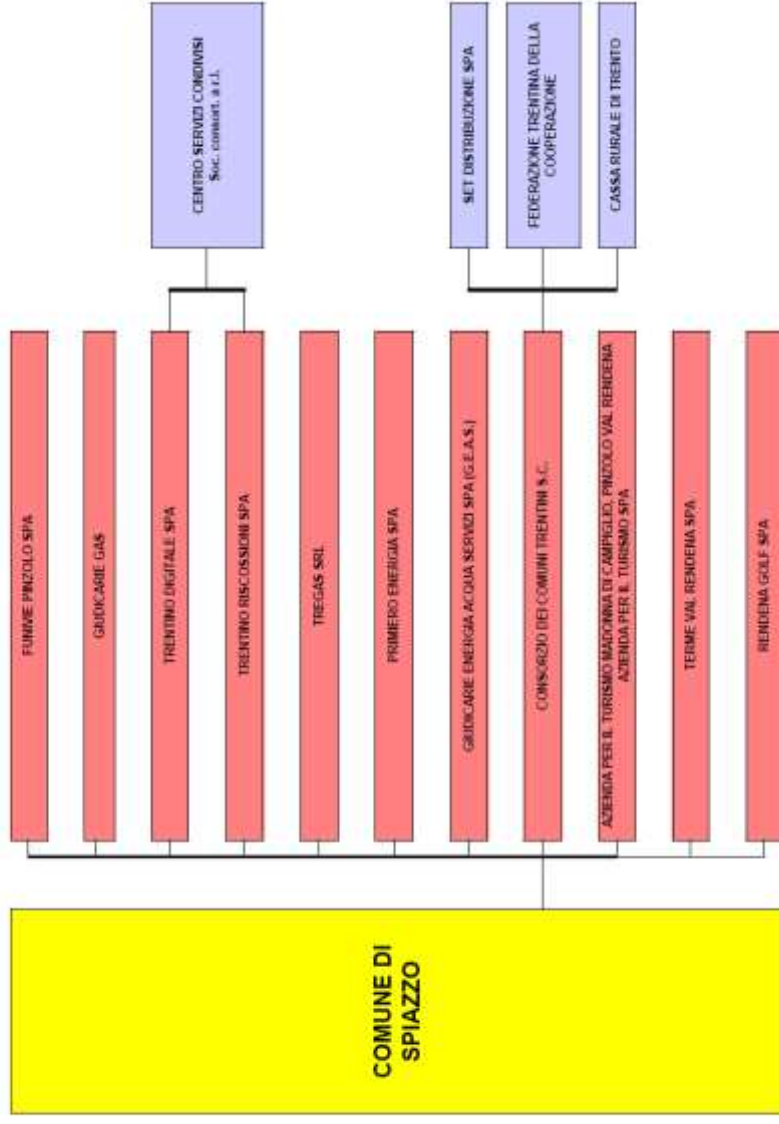 COMUNE DI
SPIAZZO
FUNIVIE PINZOLO SPA
GIUDICARIE GAS
TRENTINO DIGITALE SPA
TRENTINO RISCOSSIONI SPA
TREGAS SRL
PRIMIERO ENERGIA SPA
GIUDICARIE ENERGIA ACQUA SERVIZI SPA (G.E.A.S.)
CONSORZIO DEI COMUNI TRENTINI S.C.
AZIENDA PER IL TURISMO MADONNA DI CAMPIGLIO, PINZOLO VAL RENDENA
AZIENDA PER IL TURISMO SPA
TERME VAL RENDENA SPA
RENDENA GOLF SPA
CENTRO SERVIZI CONDIVISI
Soc. consort. a r.l.
SET DISTRIBUZIONE SPA
FEDERAZIONE TRENTINA DELLA
COOPERAZIONE
CASSA RURALE DI TRENTO